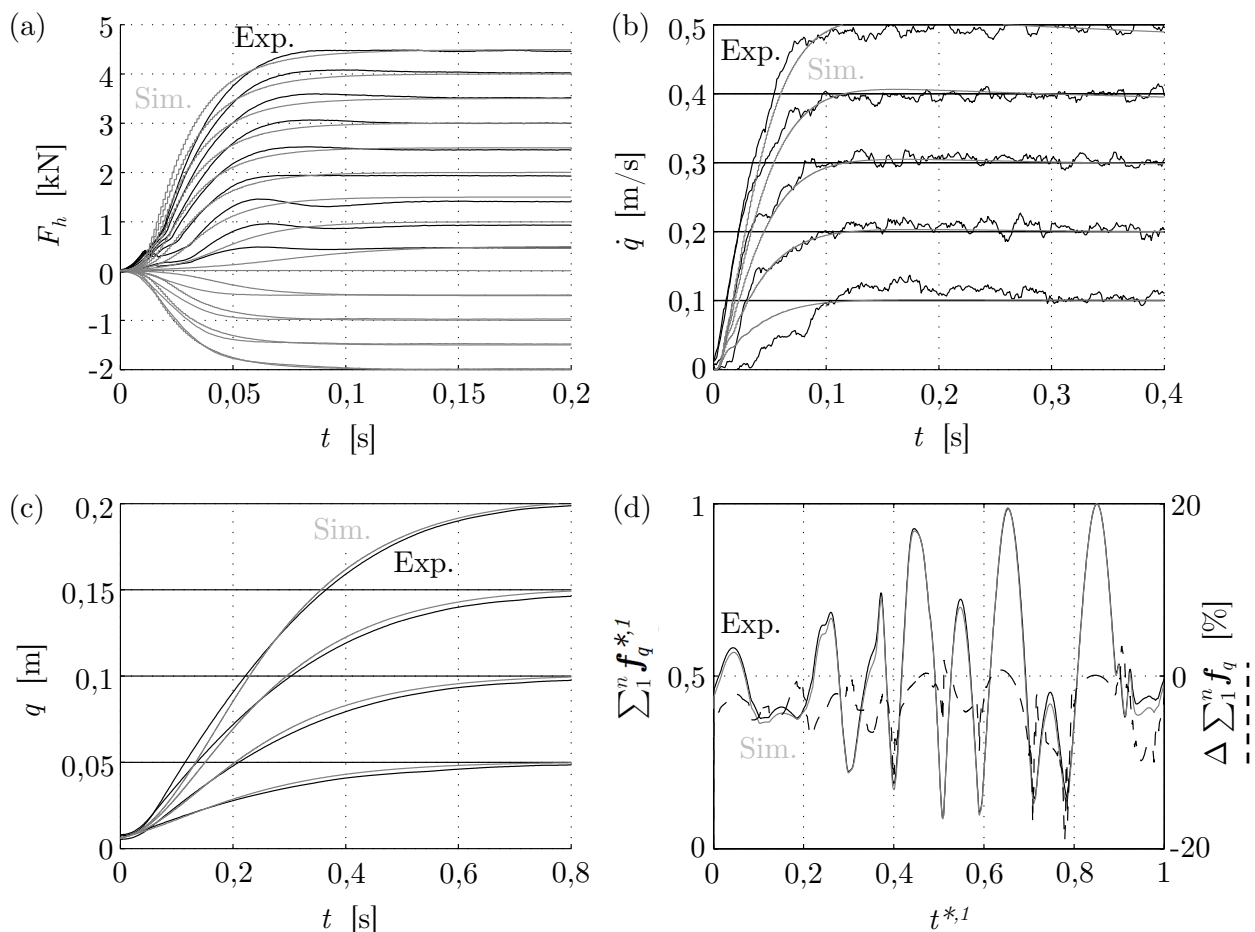 (a)
5
4
3
2
1
0
-1
-2
F_h [kN]
Exp.
Sim.
0 0,05 0,1 0,15 0,2
t [s]
(b)
0,5
0,4
0,3
0,2
0,1
0
q̇ [m/s]
Exp.
Sim.
0 0,1 0,2 0,3 0,4
t [s]
(c)
0,2
0,15
0,1
0,05
0
q [m]
Sim.
Exp.
0 0,2 0,4 0,6 0,8
t [s]
(d)
1
0,5
0
∑₁ⁿ f_q^{*,1}
Exp.
Sim.
20
0
-20
Δ ∑₁ⁿ f_q [%]
0 0,2 0,4 0,6 0,8 1
t^{*,1}